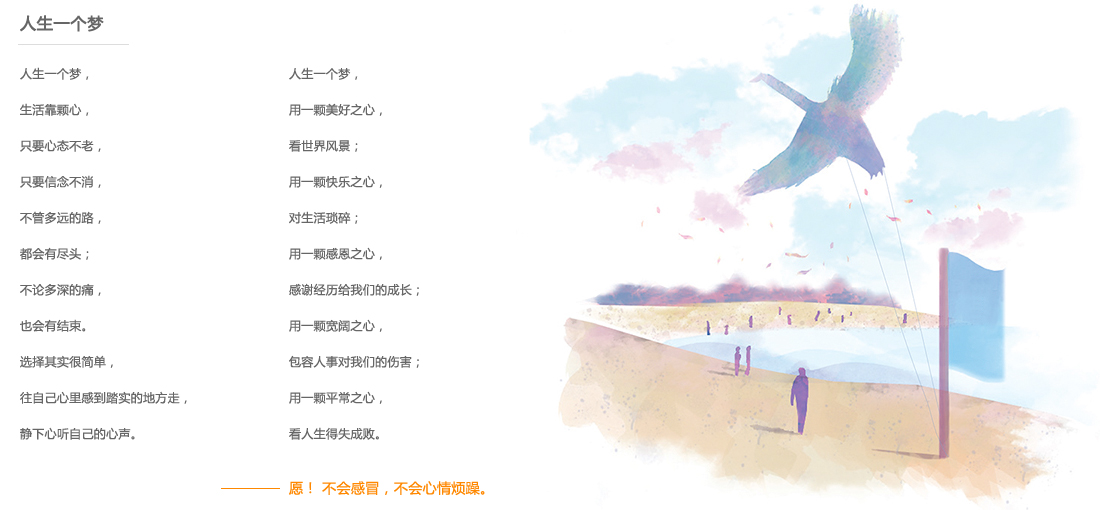 人生一个梦
人生一个梦，
生活靠颗心，
只要心态不老，
只要信念不消，
不管多远的路，
都会有尽头；
不论多深的痛，
也会有结束。
选择其实很简单，
往自己心里感到踏实的地方走，
静下心听自己的心声。
人生一个梦，
用一颗美好之心，
看世界风景；
用一颗快乐之心，
对生活琐碎；
用一颗感恩之心，
感谢经历给我们的成长；
用一颗宽阔之心，
包容人事对我们的伤害；
用一颗平常之心，
看人生得失成败。
愿！ 不会感冒，不会心情烦躁。